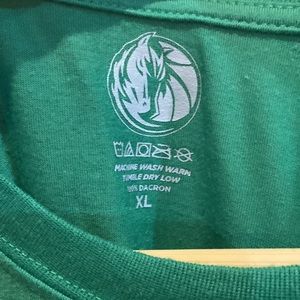 MACHINE WASH WARM
TUMBLE DRY LOW
100% DACRON
XL